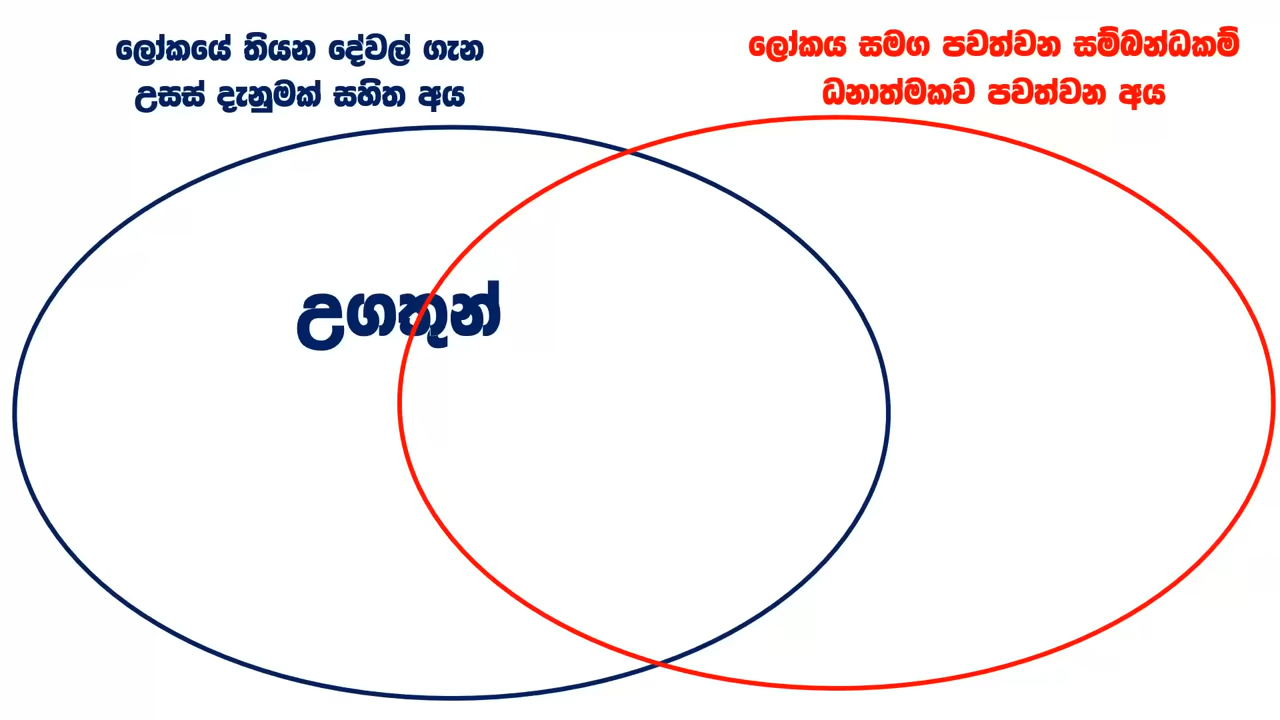 ලෝකයේ තියන දේවල් ගැන
උසස් දැනුමක් සහිත අය
ලෝකය සමග පවත්වන සම්බන්ධකම්
ධනාත්මකව පවත්වන අය
උගතුන්